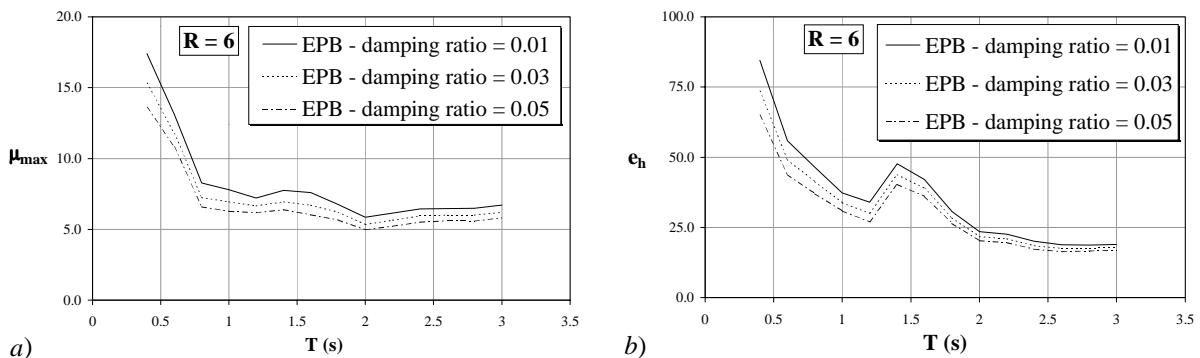 20.0
15.0
10.0
5.0
0.0
μmax
R = 6
EPB - damping ratio = 0.01
EPB - damping ratio = 0.03
EPB - damping ratio = 0.05
0 0.5 1 1.5 2 2.5 3 3.5
T (s)
a)
100.0
75.0
50.0
25.0
0.0
eh
R = 6
EPB - damping ratio = 0.01
EPB - damping ratio = 0.03
EPB - damping ratio = 0.05
0 0.5 1 1.5 2 2.5 3 3.5
T (s)
b)